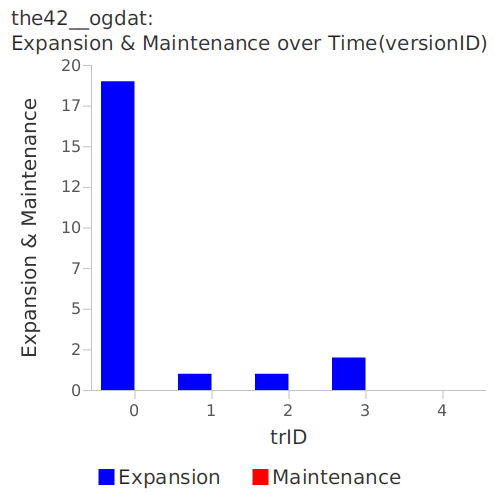 the42__ogdat:
Expansion & Maintenance over Time(versionID)
Expansion & Maintenance
20
17
15
12
10
7
5
2
0
0 1 2 3 4
trID
Expansion Maintenance